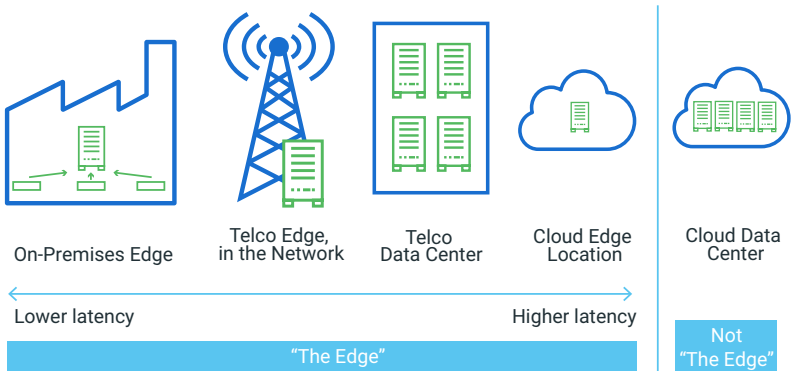 On-Premises Edge
Telco Edge,
in the Network
Telco
Data Center
Cloud Edge
Location
Cloud Data
Center
Lower latency
Higher latency
“The Edge”
Not
“The Edge”